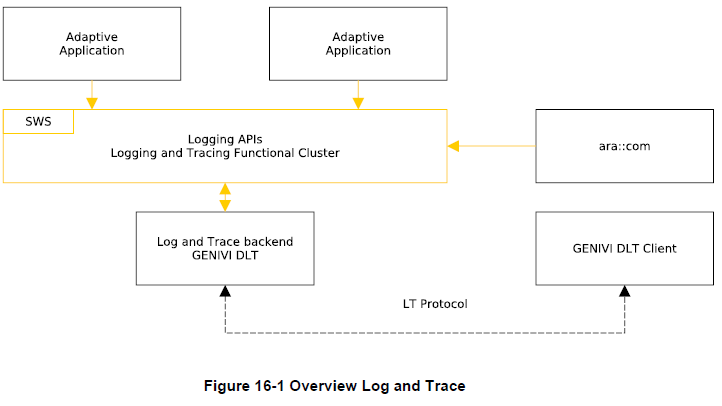 Adaptive
Application
Adaptive
Application
SWS
Logging APIs
Logging and Tracing Functional Cluster
ara::com
Log and Trace backend
GENIVI DLT
GENIVI DLT Client
LT Protocol
Figure 16-1 Overview Log and Trace